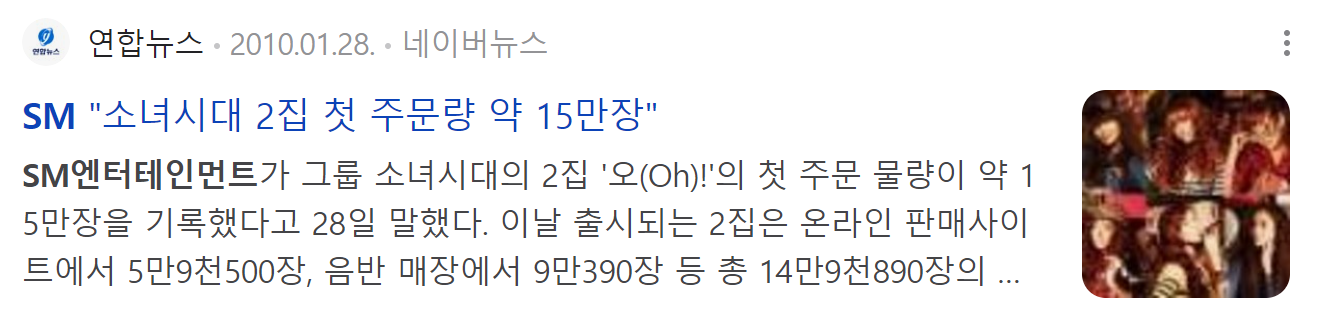 연합뉴스
연합뉴스 • 2010.01.28. • 네이버뉴스
SM "소녀시대 2집 첫 주문량 약 15만장"
SM엔터테인먼트가 그룹 소녀시대의 2집 '오(Oh)!'의 첫 주문 물량이 약 1
5만장을 기록했다고 28일 말했다. 이날 출시되는 2집은 온라인 판매사이
트에서 5만9천500장, 음반 매장에서 9만390장 등 총 14만9천890장의 ...